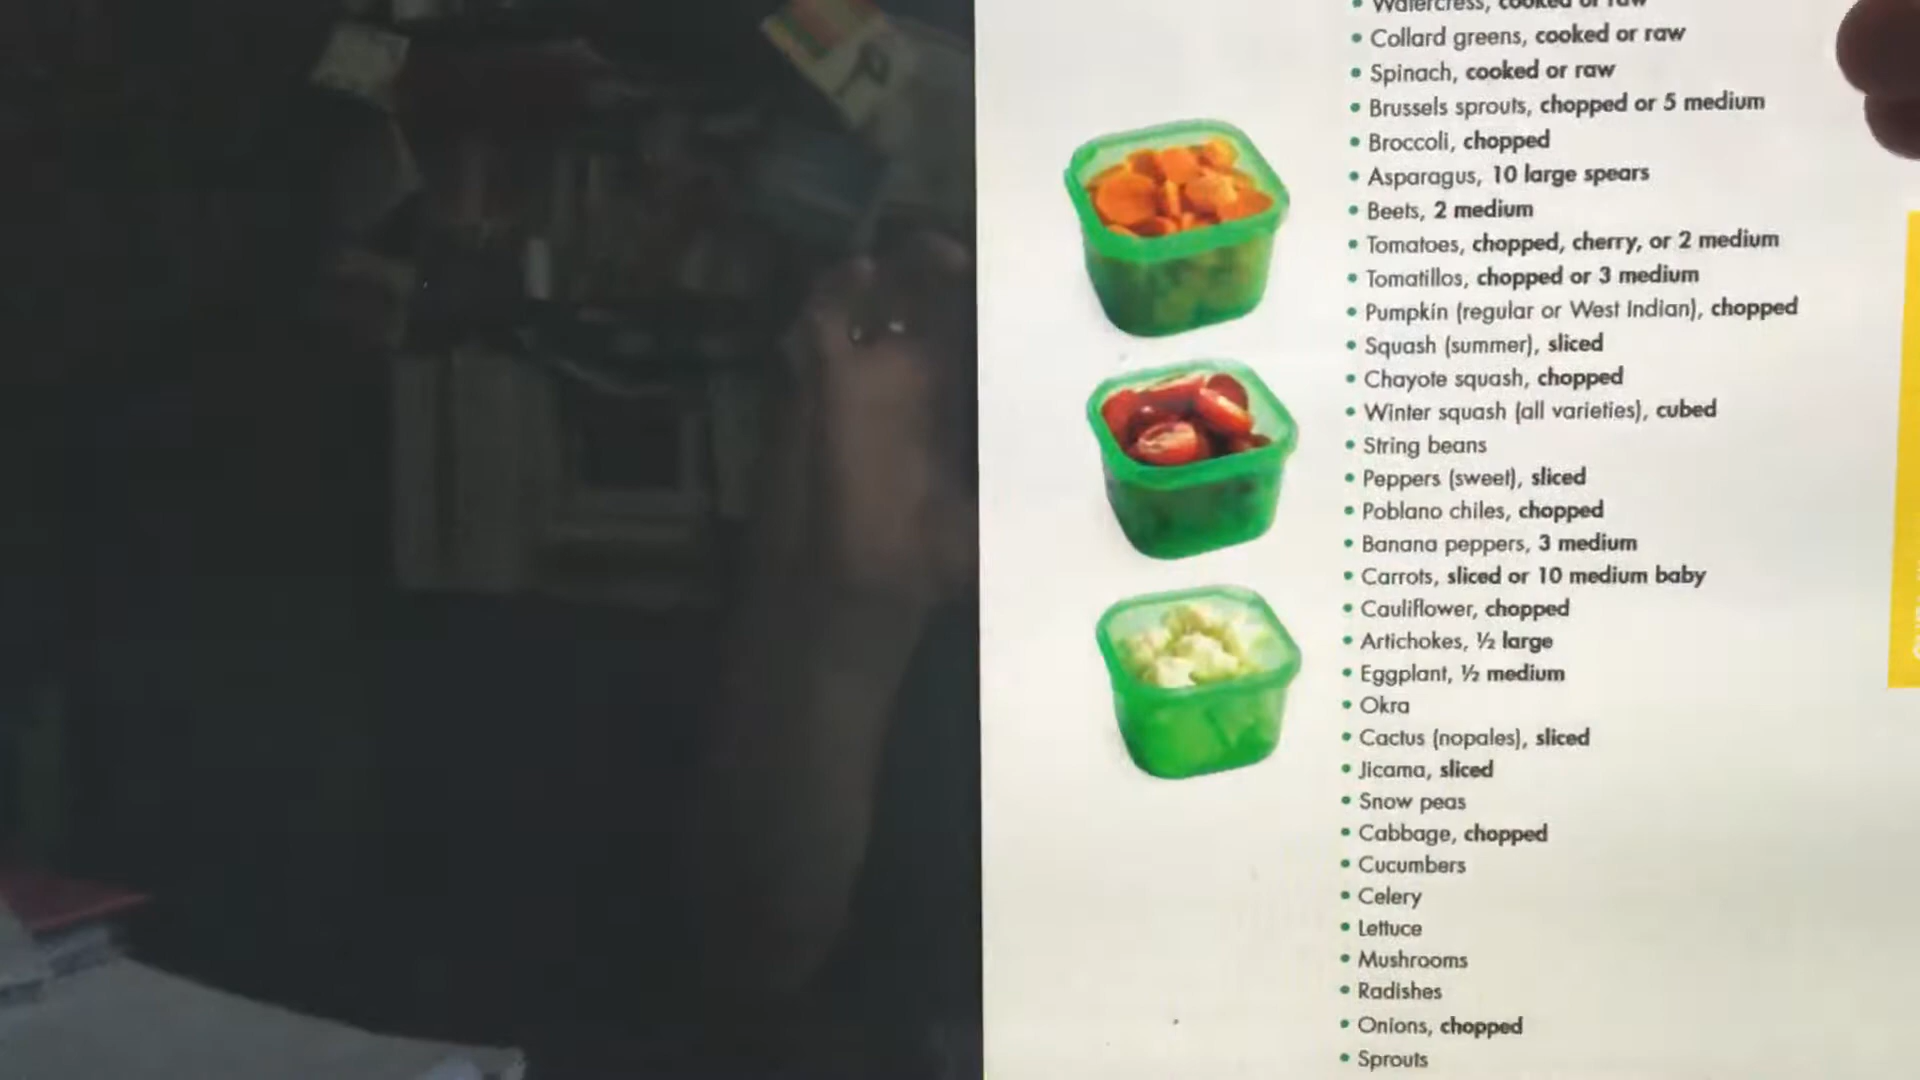 • Watercress, cooked or raw
• Collard greens, cooked or raw
• Spinach, cooked or raw
• Brussels sprouts, chopped or 5 medium
• Broccoli, chopped
• Asparagus, 10 large spears
• Beets, 2 medium
• Tomatoes, chopped, cherry, or 2 medium
• Tomatillos, chopped or 3 medium
• Pumpkin (regular or West Indian), chopped
• Squash (summer), sliced
• Chayote squash, chopped
• Winter squash (all varieties), cubed
• String beans
• Peppers (sweet), sliced
• Poblano chiles, chopped
• Banana peppers, 3 medium
• Carrots, sliced or 10 medium baby
• Cauliflower, chopped
• Artichokes, ½ large
• Eggplant, ½ medium
• Okra
• Cactus (nopales), sliced
• Jicama, sliced
• Snow peas
• Cabbage, chopped
• Cucumbers
• Celery
• Lettuce
• Mushrooms
• Radishes
• Onions, chopped
• Sprouts